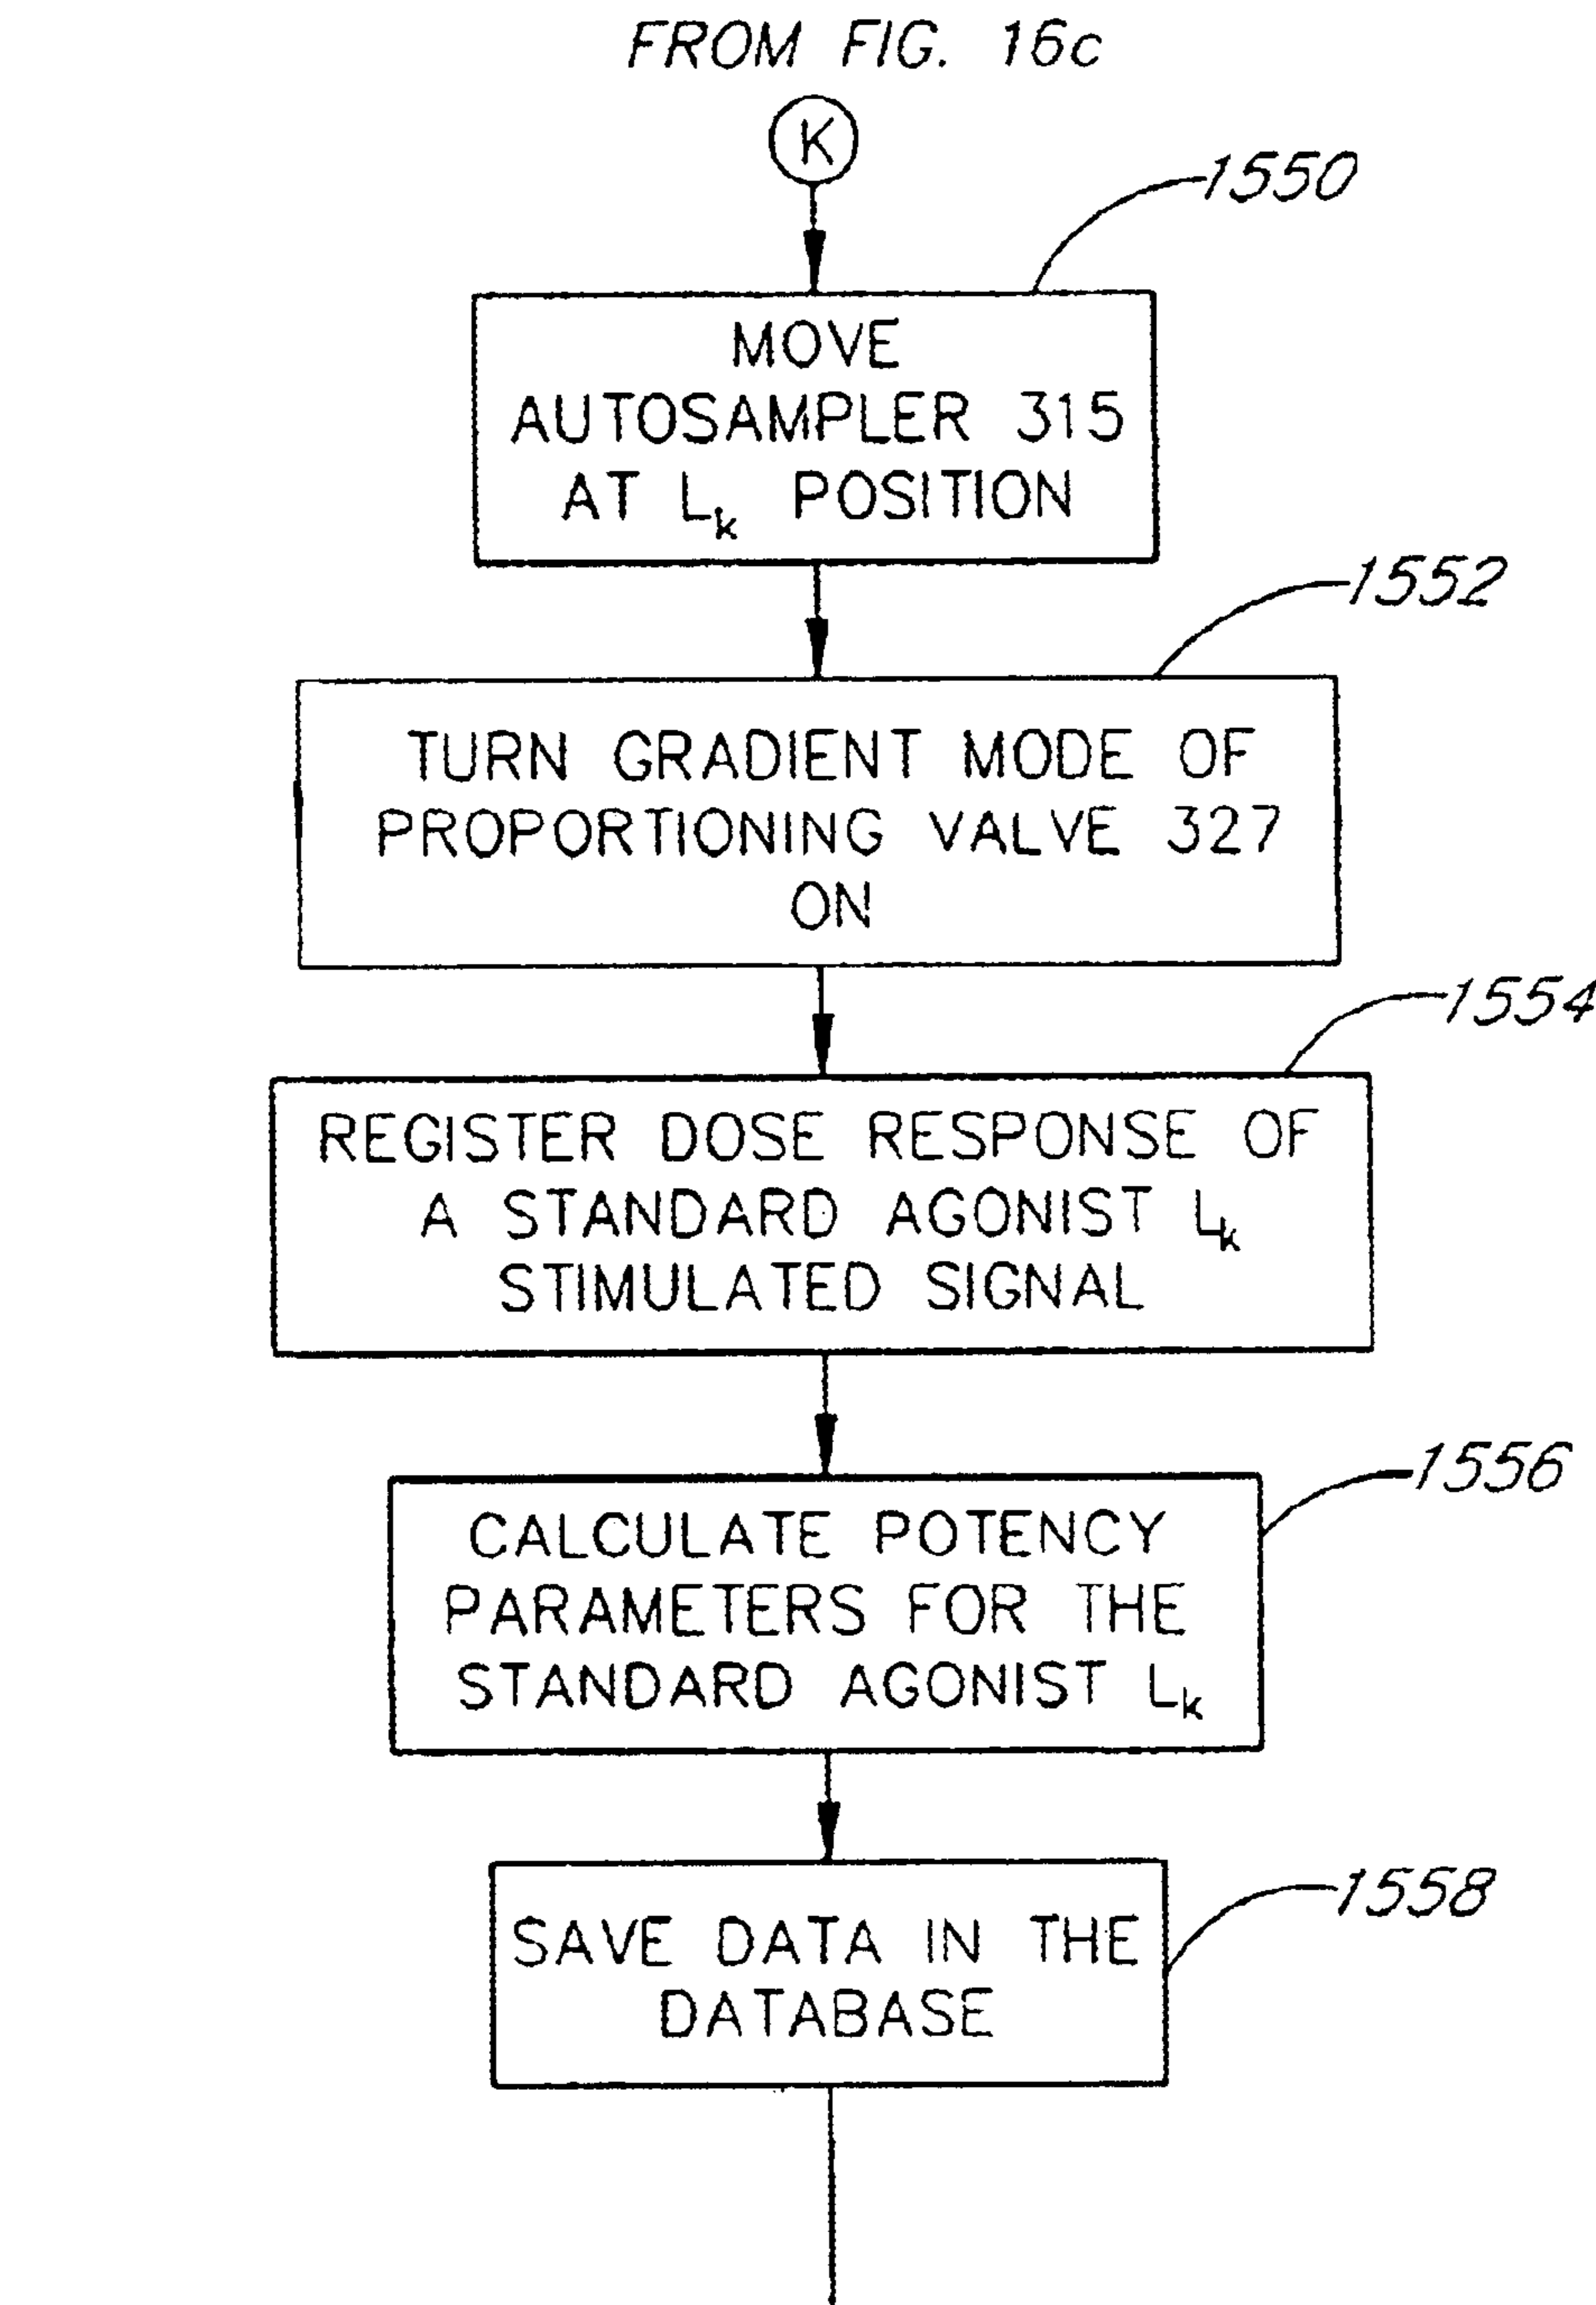 FROM FIG. 16c
K
1550
MOVE
AUTOSAMPLER 315
AT Lk POSITION
1552
TURN GRADIENT MODE OF
PROPORTIONING VALVE 327
ON
1554
REGISTER DOSE RESPONSE OF
A STANDARD AGONIST Lk
STIMULATED SIGNAL
1556
CALCULATE POTENCY
PARAMETERS FOR THE
STANDARD AGONIST Lk
1558
SAVE DATA IN THE
DATABASE